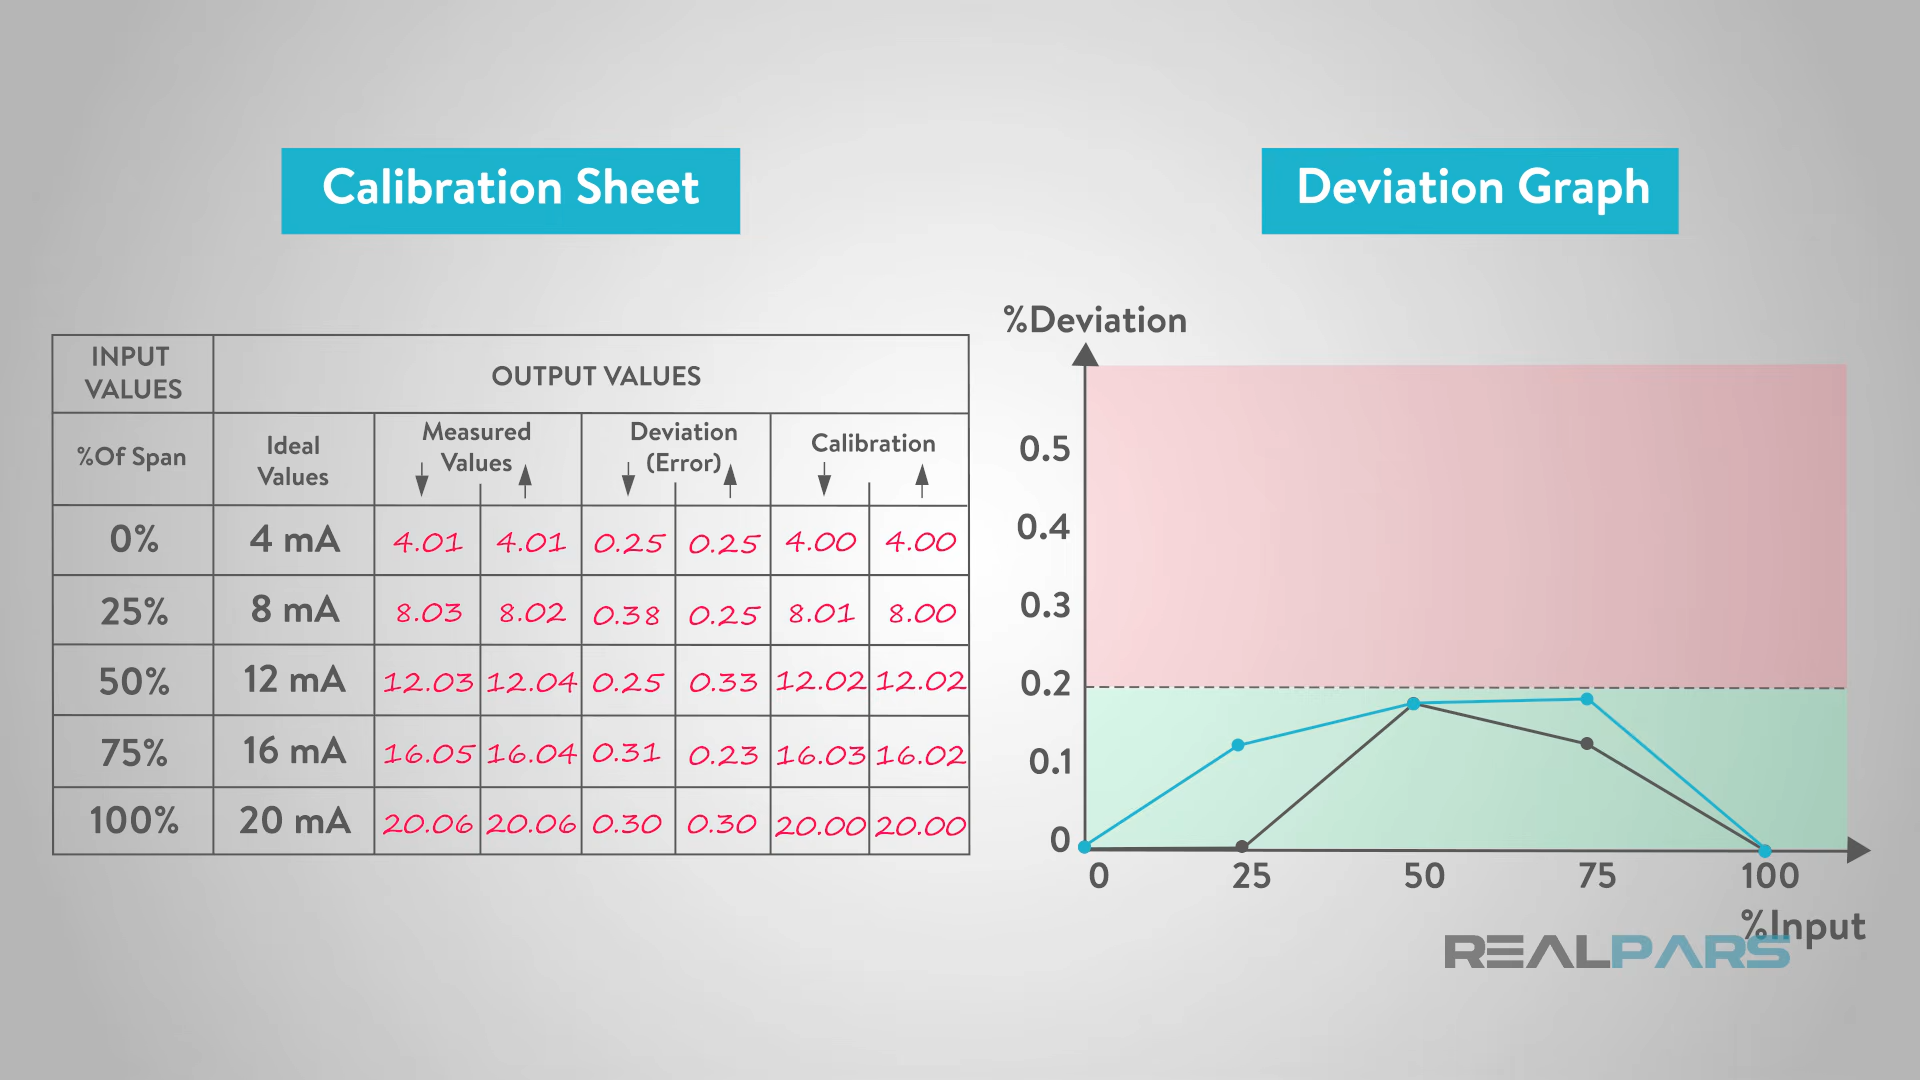 Calibration Sheet
Deviation Graph
INPUT
VALUES
OUTPUT VALUES
%Of Span
Ideal
Values
Measured
Values
Deviation
(Error)
Calibration
0% 4 mA 4.01 4.01 0.25 0.25 4.00 4.00
25% 8 mA 8.03 8.02 0.38 0.25 8.01 8.00
50% 12 mA 12.03 12.04 0.25 0.33 12.02 12.02
75% 16 mA 16.05 16.04 0.31 0.23 16.03 16.02
100% 20 mA 20.06 20.06 0.30 0.30 20.00 20.00
%Deviation
0.5
0.4
0.3
0.2
0.1
0
0 25 50 75 100
%Input
REALPARS